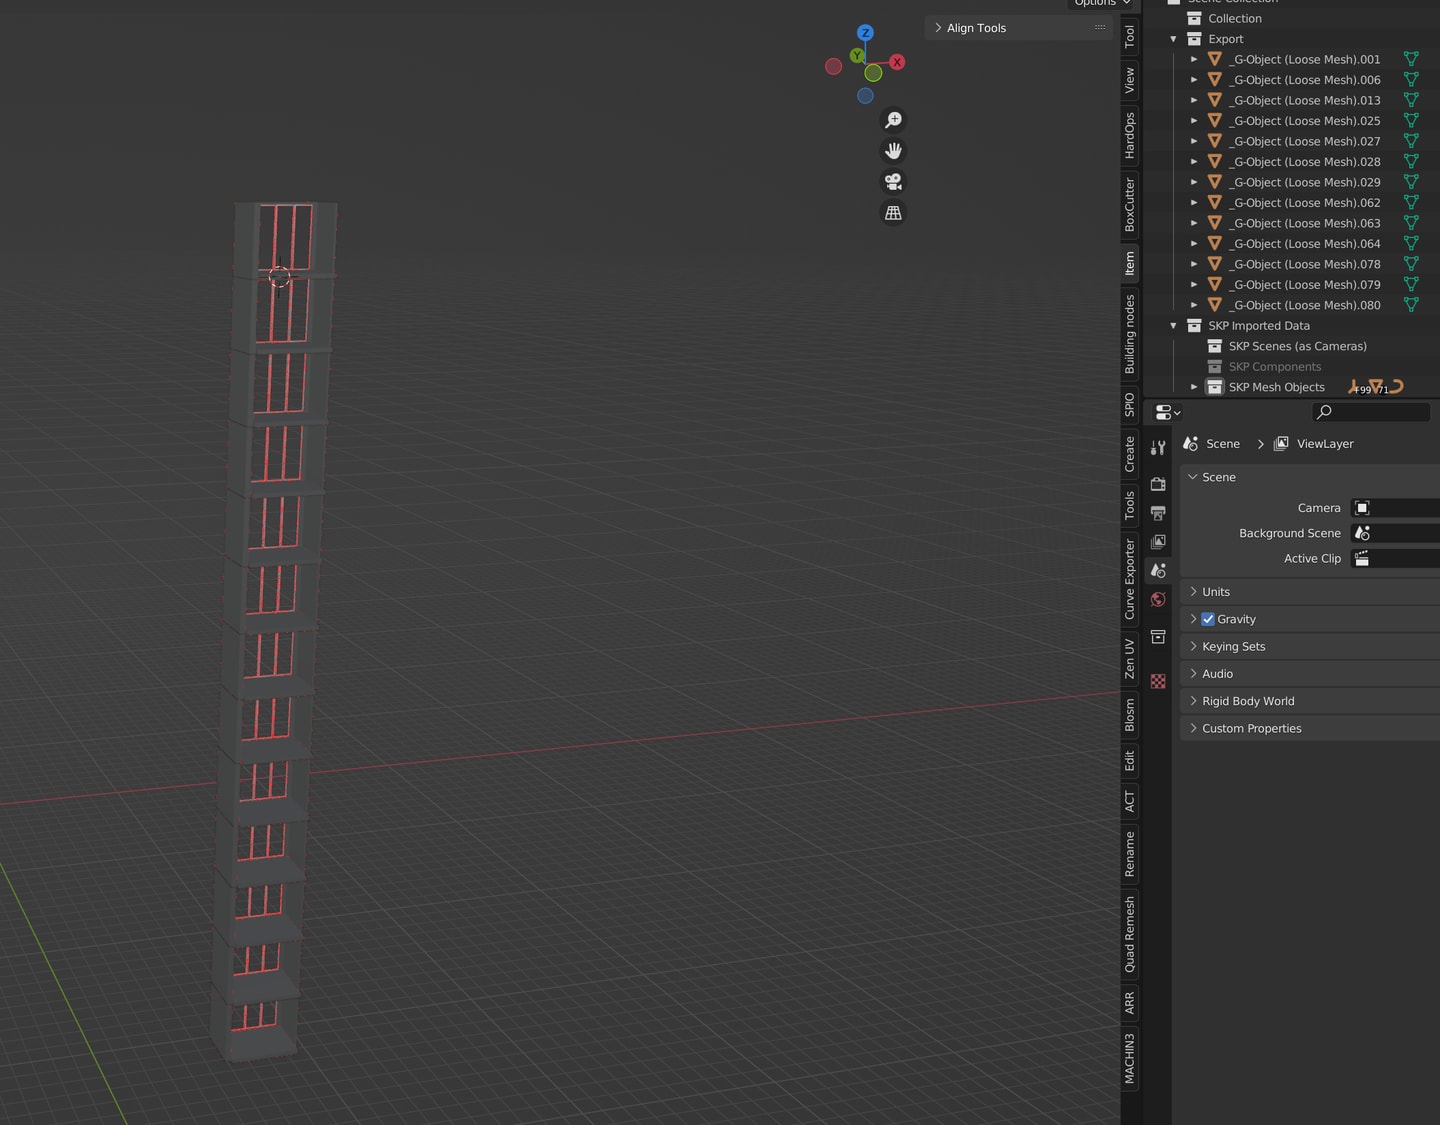 Options
Align Tools
Z
Y
X
Tool
View
HardOps
BoxCutter
Item
Building nodes
SPIO
Create
Tools
Curve Exporter
Zen UV
Blosm
Edit
ACT
Rename
Quad Remesh
ARR
MACHIN3
Scene Collection
Collection
Export
_G-Object (Loose Mesh).001
_G-Object (Loose Mesh).006
_G-Object (Loose Mesh).013
_G-Object (Loose Mesh).025
_G-Object (Loose Mesh).027
_G-Object (Loose Mesh).028
_G-Object (Loose Mesh).029
_G-Object (Loose Mesh).062
_G-Object (Loose Mesh).063
_G-Object (Loose Mesh).064
_G-Object (Loose Mesh).078
_G-Object (Loose Mesh).079
_G-Object (Loose Mesh).080
SKP Imported Data
SKP Scenes (as Cameras)
SKP Components
SKP Mesh Objects
Scene > ViewLayer
Scene
Camera
Background Scene
Active Clip
Units
Gravity
Keying Sets
Audio
Rigid Body World
Custom Properties